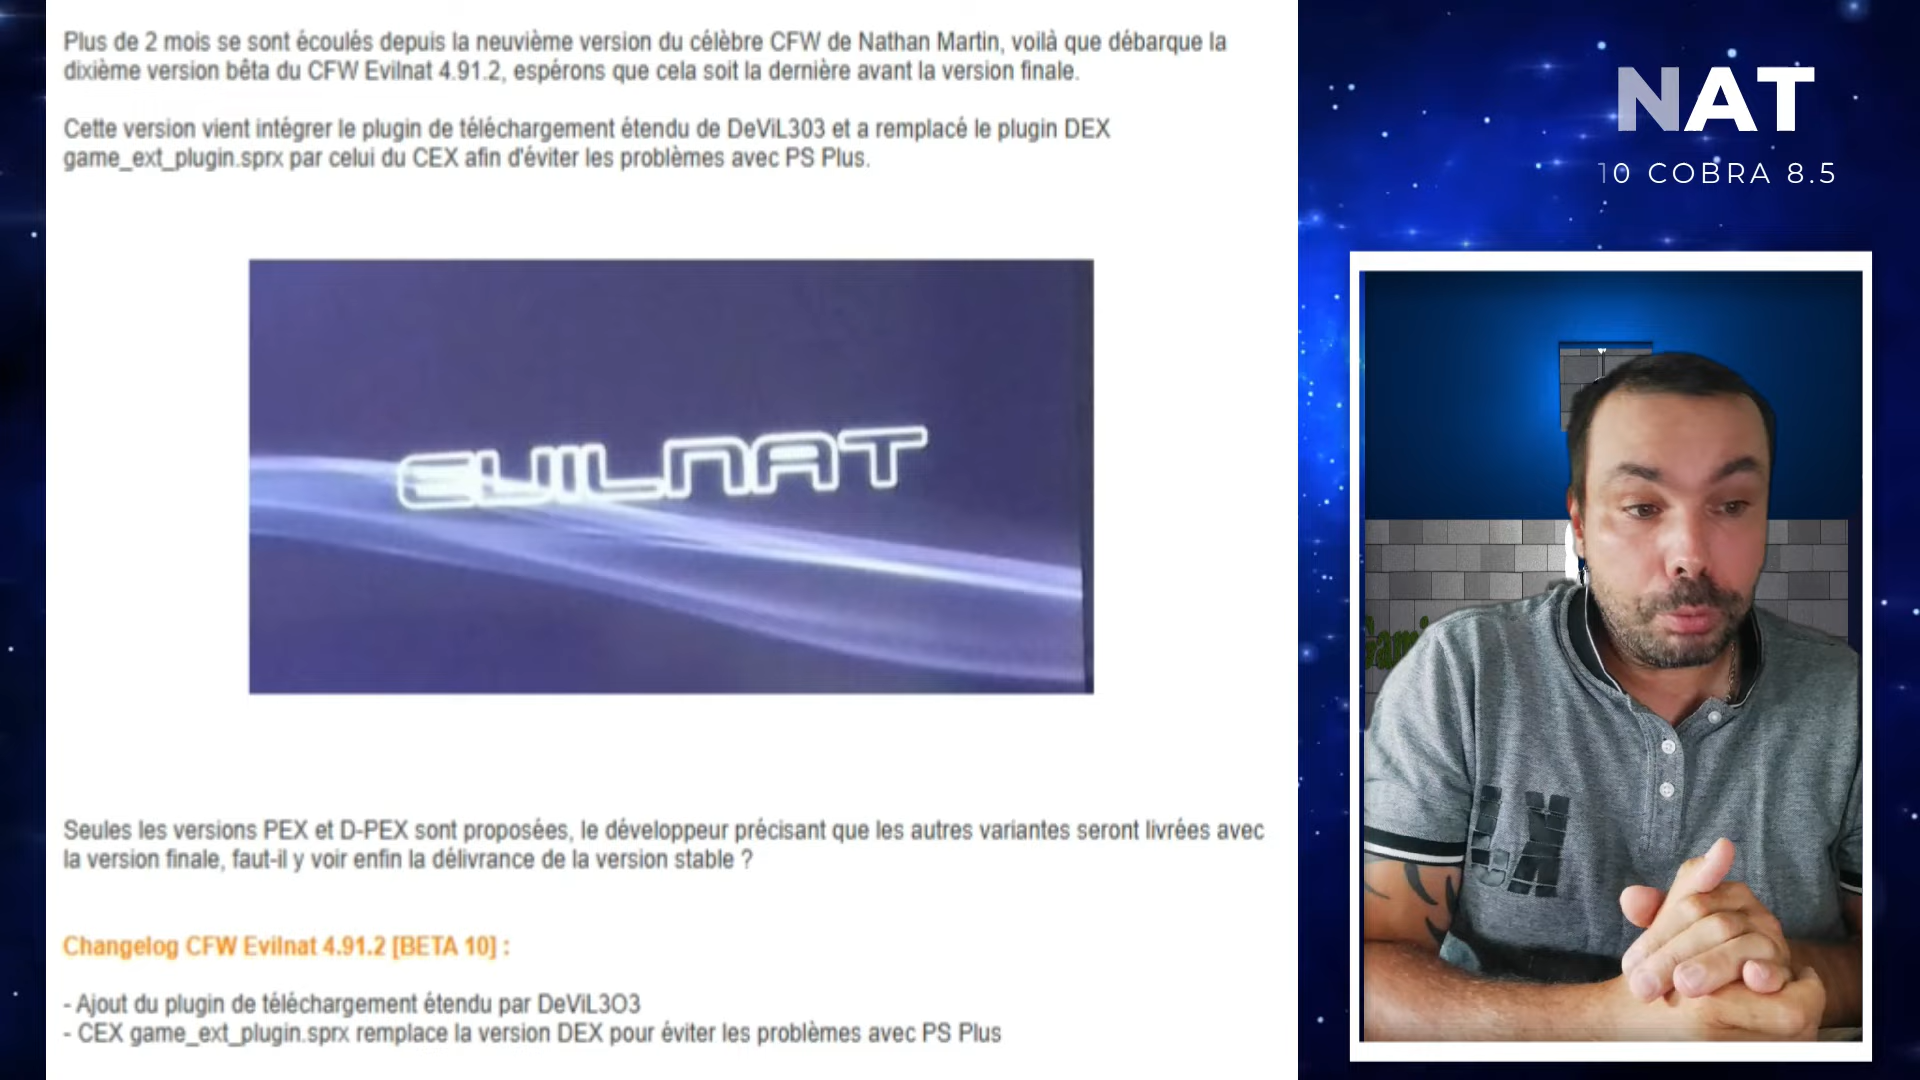 Plus de 2 mois se sont écoulés depuis la neuvième version du célèbre CFW de Nathan Martin, voilà que débarque la
dixième version bêta du CFW Evilnat 4.91.2, espérons que cela soit la dernière avant la version finale.
Cette version vient intégrer le plugin de téléchargement étendu de DeViL303 et a remplacé le plugin DEX
game_ext_plugin.sprx par celui du CEX afin d'éviter les problèmes avec PS Plus.
EVILNAT
Seules les versions PEX et D-PEX sont proposées, le développeur précisant que les autres variantes seront livrées avec
la version finale, faut-il y voir enfin la délivrance de la version stable ?
Changelog CFW Evilnat 4.91.2 [BETA 10] :
- Ajout du plugin de téléchargement étendu par DeViL3O3
- CEX game_ext_plugin.sprx remplace la version DEX pour éviter les problèmes avec PS Plus
NAT
10 COBRA 8.5